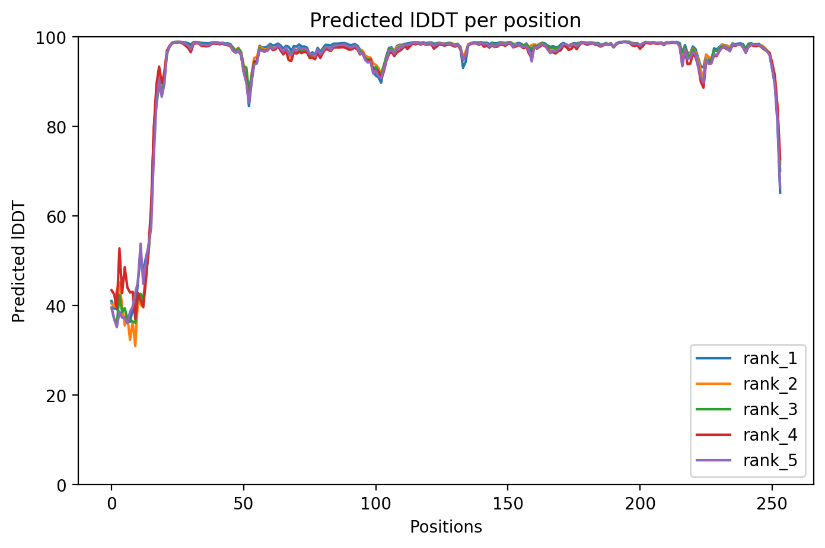 Predicted lDDT per position
100
80
60
40
20
0
Predicted lDDT
0 50 100 150 200 250
Positions
rank_1
rank_2
rank_3
rank_4
rank_5